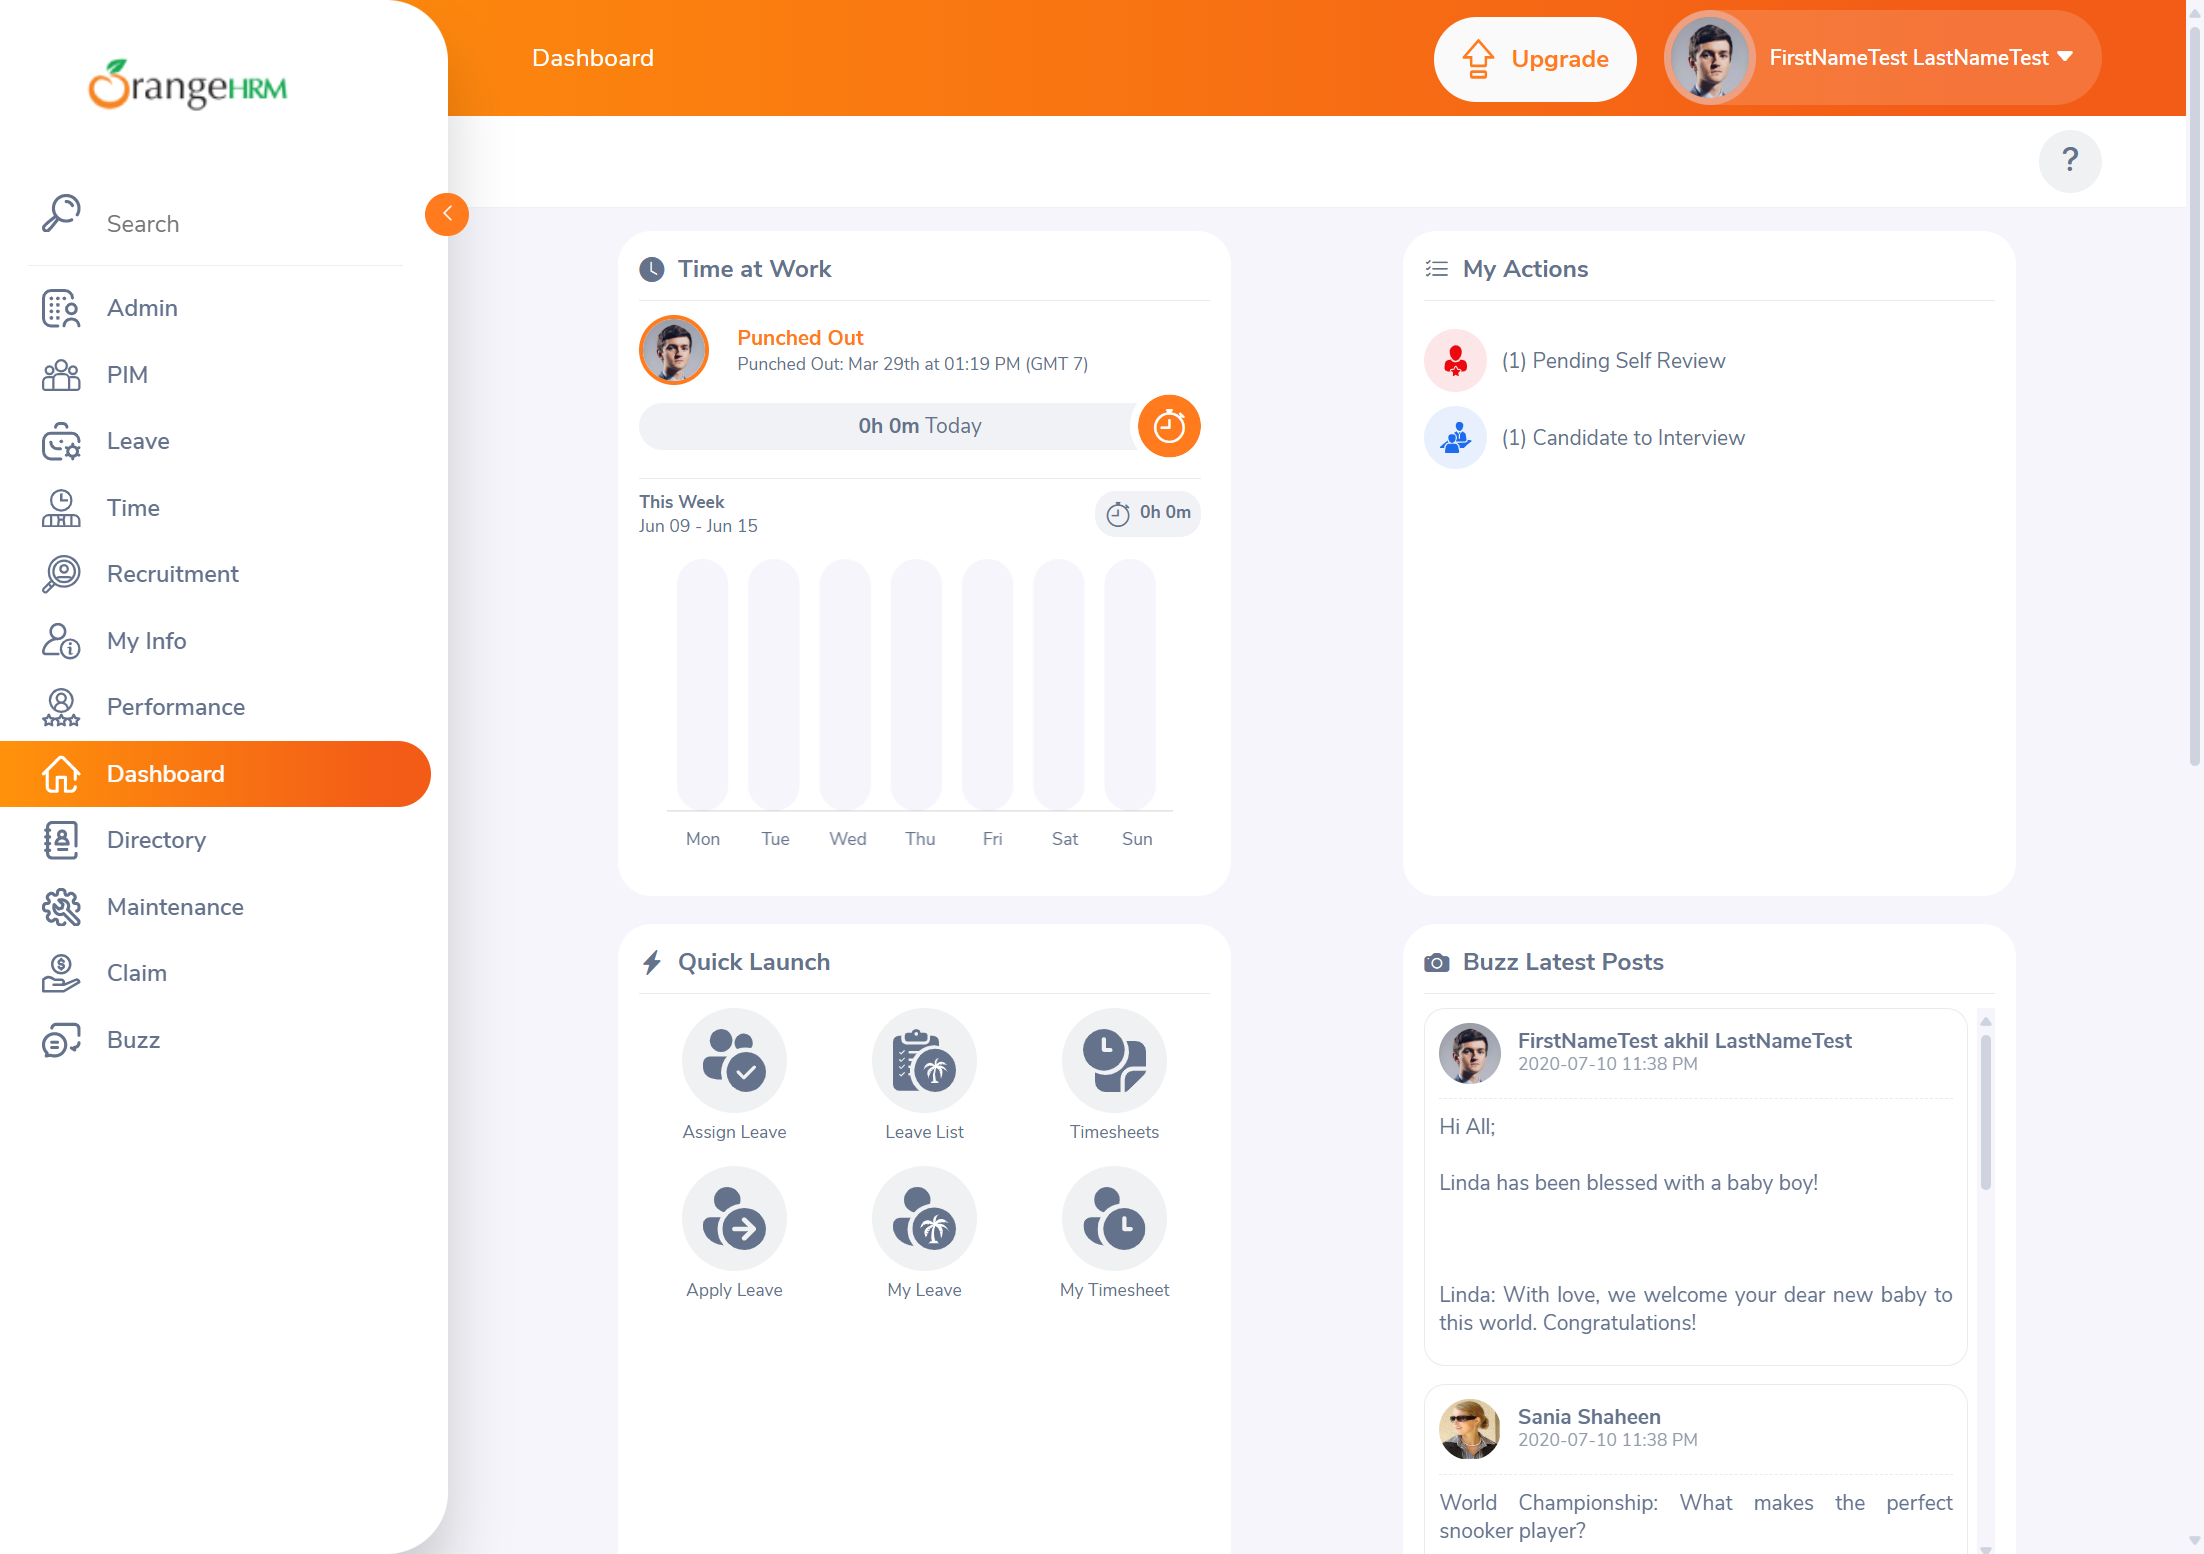 OrangeHRM
Search
Admin
PIM
Leave
Time
Recruitment
My Info
Performance
Dashboard
Directory
Maintenance
Claim
Buzz
Dashboard
Upgrade
FirstNameTest LastNameTest
?
Time at Work
Punched Out
Punched Out: Mar 29th at 01:19 PM (GMT 7)
0h 0m Today
This Week
Jun 09 - Jun 15
0h 0m
Mon Tue Wed Thu Fri Sat Sun
My Actions
(1) Pending Self Review
(1) Candidate to Interview
Quick Launch
Assign Leave
Leave List
Timesheets
Apply Leave
My Leave
My Timesheet
Buzz Latest Posts
FirstNameTest akhil LastNameTest
2020-07-10 11:38 PM
Hi All;
Linda has been blessed with a baby boy!
Linda: With love, we welcome your dear new baby to
this world. Congratulations!
Sania Shaheen
2020-07-10 11:38 PM
World Championship: What makes the perfect
snooker player?